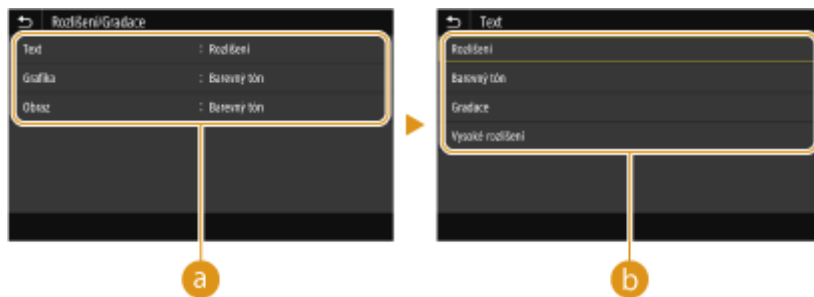 Rozlišení/Gradace
Text : Rozlišení
Grafika : Barevný tón
Obraz : Barevný tón
a
Text
Rozlišení
Barevný tón
Gradace
Vysoké rozlišení
b